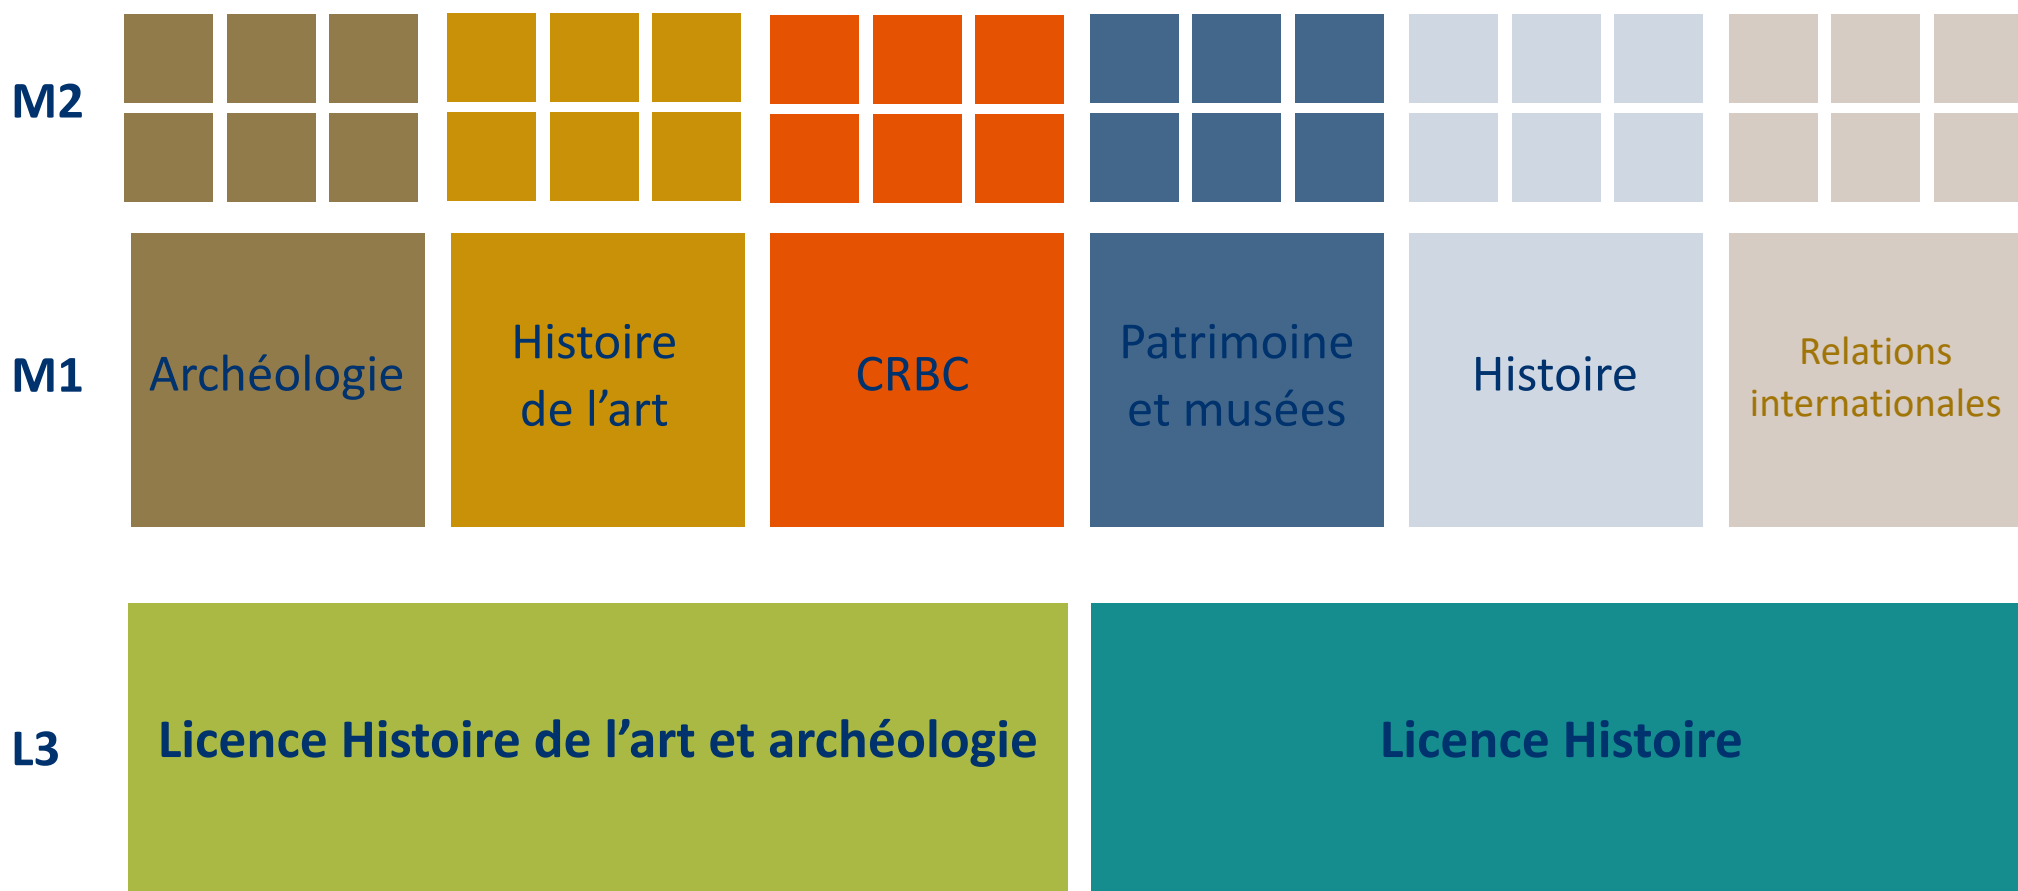 M2
M1
Archéologie
Histoire
de l’art
CRBC
Patrimoine
et musées
Histoire
Relations
internationales
L3
Licence Histoire de l’art et archéologie
Licence Histoire